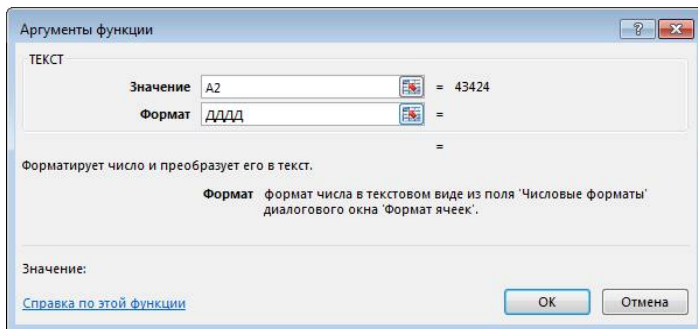 Аргументы функции
ТЕКСТ
Значение A2 = 43424
Формат ДДДД =
=
Форматирует число и преобразует его в текст.
Формат формат числа в текстовом виде из поля 'Числовые форматы'
диалогового окна 'Формат ячеек'.
Значение:
Справка по этой функции ОК Отмена